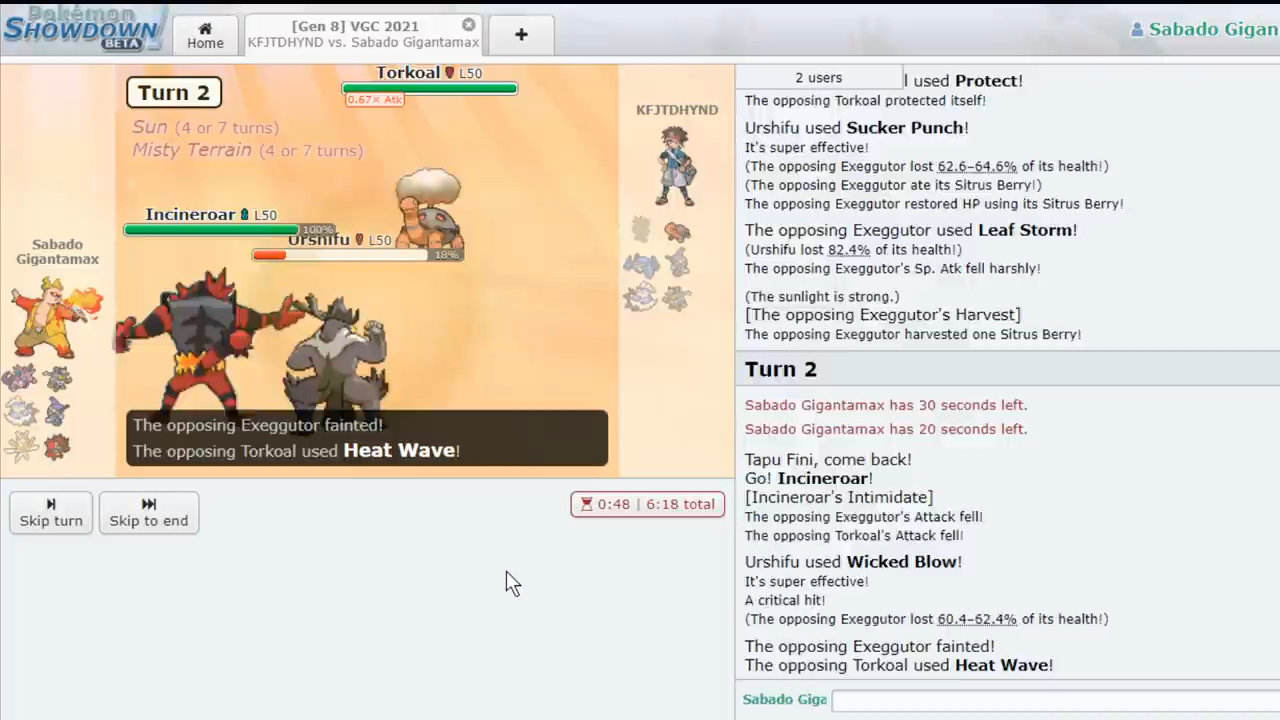 Pokémon
SHOWDOWN
BETA
Home
[Gen 8] VGC 2021
KFJTDHYND vs. Sabado Gigantamax
+
Sabado Gigan
Turn 2
Sun (4 or 7 turns)
Misty Terrain (4 or 7 turns)
Torkoal L50
0.67× Atk
Incineroar L50
100%
Urshifu L50
18%
Sabado
Gigantamax
KFJTDHYND
The opposing Exeggutor fainted!
The opposing Torkoal used Heat Wave!
Skip turn
Skip to end
0:48 | 6:18 total
2 users
l used Protect!
The opposing Torkoal protected itself!
Urshifu used Sucker Punch!
It's super effective!
(The opposing Exeggutor lost 62.6–64.6% of its health!)
(The opposing Exeggutor ate its Sitrus Berry!)
The opposing Exeggutor restored HP using its Sitrus Berry!
The opposing Exeggutor used Leaf Storm!
(Urshifu lost 82.4% of its health!)
The opposing Exeggutor's Sp. Atk fell harshly!
(The sunlight is strong.)
[The opposing Exeggutor's Harvest]
The opposing Exeggutor harvested one Sitrus Berry!
Turn 2
Sabado Gigantamax has 30 seconds left.
Sabado Gigantamax has 20 seconds left.
Tapu Fini, come back!
Go! Incineroar!
[Incineroar's Intimidate]
The opposing Exeggutor's Attack fell!
The opposing Torkoal's Attack fell!
Urshifu used Wicked Blow!
It's super effective!
A critical hit!
(The opposing Exeggutor lost 60.4–62.4% of its health!)
The opposing Exeggutor fainted!
The opposing Torkoal used Heat Wave!
Sabado Giga